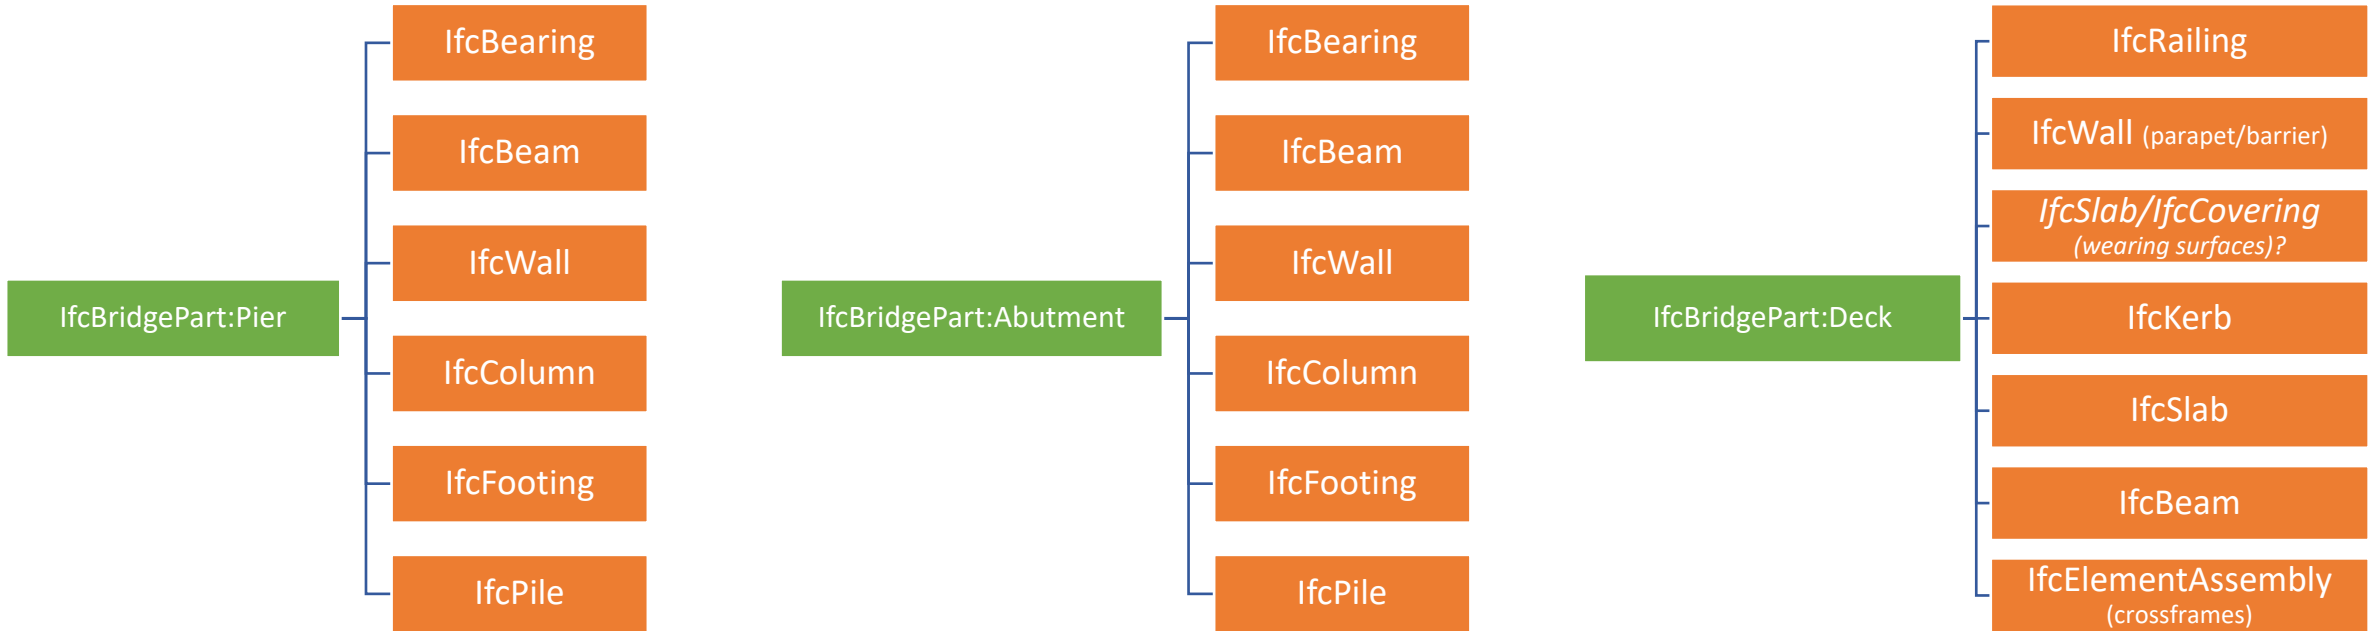 IfcBridgePart:Pier
IfcBearing
IfcBeam
IfcWall
IfcColumn
IfcFooting
IfcPile
IfcBridgePart:Abutment
IfcBearing
IfcBeam
IfcWall
IfcColumn
IfcFooting
IfcPile
IfcBridgePart:Deck
IfcRailing
IfcWall (parapet/barrier)
IfcSlab/IfcCovering
(wearing surfaces)?
IfcKerb
IfcSlab
IfcBeam
IfcElementAssembly
(crossframes)